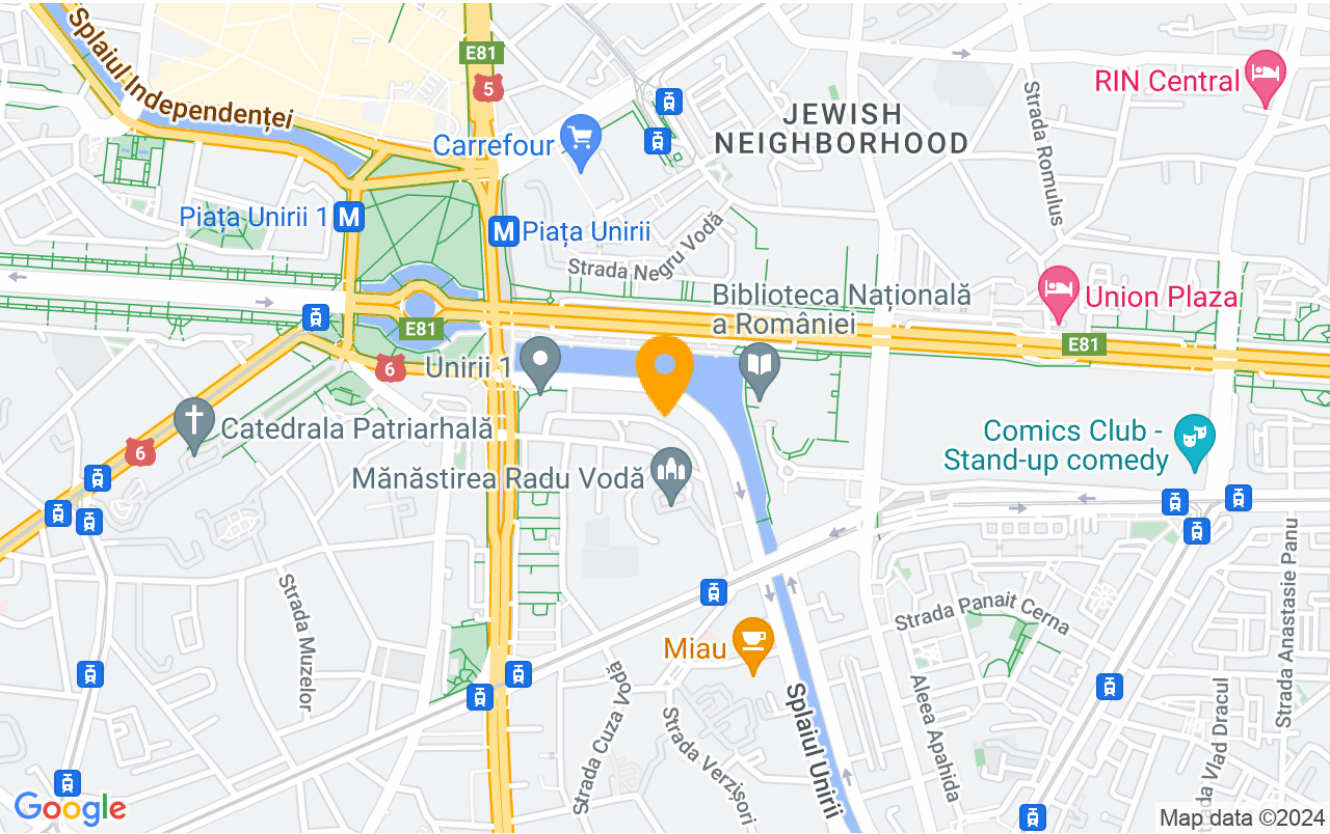 Splaiul Independenței
E81
5
RIN Central
JEWISH
NEIGHBORHOOD
Strada Romulus
Carrefour
Piața Unirii 1
M
M
Piața Unirii
Strada Negru Vodă
Biblioteca Națională
a României
Union Plaza
E81
E81
6
Unirii 1
Catedrala Patriarhală
6
Mănăstirea Radu Vodă
Comics Club -
Stand-up comedy
Strada Anastasie Panu
Strada Panait Cerna
Strada Muzelor
Miau
Strada Cuza Vodă
Strada Verzișori
Splaiul Unirii
Aleea Apahida
da Vlad Dracul
Google
Map data ©2024